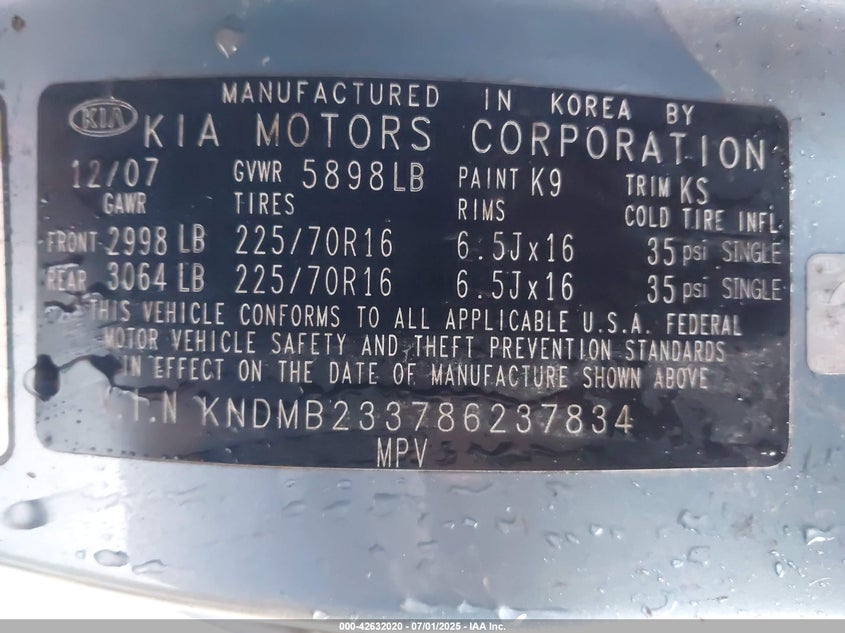 MANUFACTURED IN KOREA BY
KIA KIA MOTORS CORPORATION
12/07 GVWR 5898LB PAINT K9 TRIM KS
GAWR TIRES RIMS COLD TIRE INFL
FRONT 2998 LB 225/70R16 6.5Jx16 35 psi SINGLE
REAR 3064 LB 225/70R16 6.5Jx16 35 psi SINGLE
THIS VEHICLE CONFORMS TO ALL APPLICABLE U.S.A. FEDERAL
MOTOR VEHICLE SAFETY AND THEFT PREVENTION STANDARDS
IN EFFECT ON THE DATE OF MANUFACTURE SHOWN ABOVE
V.I.N KNDMB233786237834
MPV
000-42632020 - 07/01/2025 - IAA Inc.